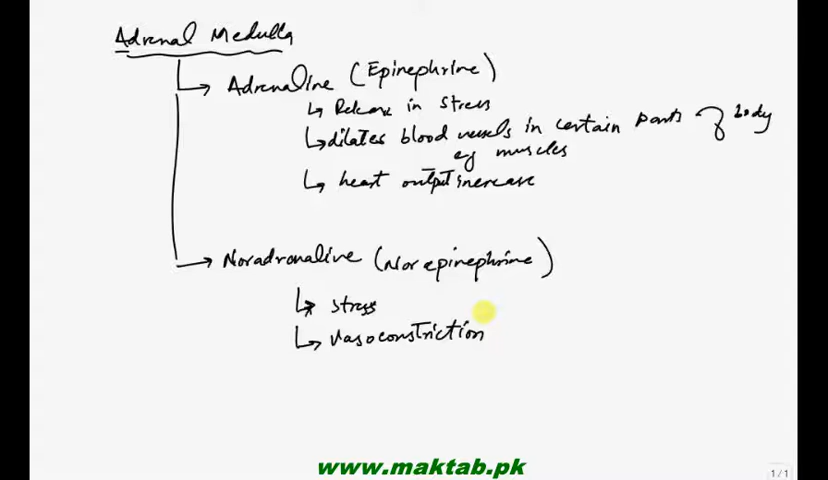 Adrenal Medulla
Adrenaline (Epinephrine)
Release in stress
dilates blood vessels in certain parts of body
eg muscles
heart output increase
Noradrenaline (Norepinephrine)
stress
vasoconstriction
www.maktab.pk
1/1